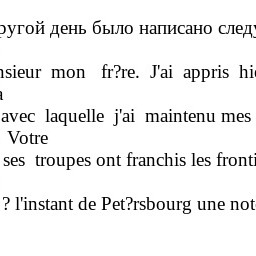 ругой день было написано след
nsieur mon fr?re. J'ai appris hi
а
avec laquelle j'ai maintenu mes
Votre
ses troupes ont franchis les fronti
? l'instant de Pet?rsbourg une not